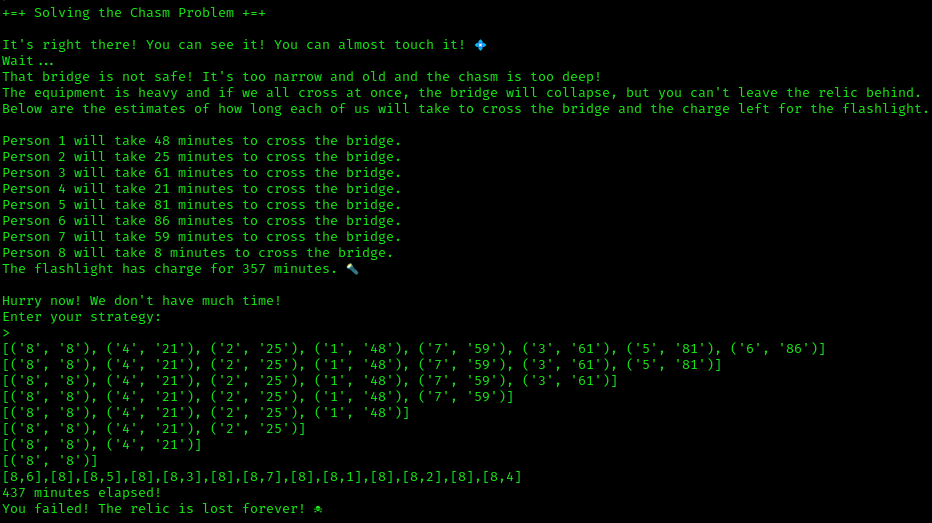 +=+ Solving the Chasm Problem +=+
It's right there! You can see it! You can almost touch it! 💠
Wait...
That bridge is not safe! It's too narrow and old and the chasm is too deep!
The equipment is heavy and if we all cross at once, the bridge will collapse, but you can't leave the relic behind.
Below are the estimates of how long each of us will take to cross the bridge and the charge left for the flashlight.
Person 1 will take 48 minutes to cross the bridge.
Person 2 will take 25 minutes to cross the bridge.
Person 3 will take 61 minutes to cross the bridge.
Person 4 will take 21 minutes to cross the bridge.
Person 5 will take 81 minutes to cross the bridge.
Person 6 will take 86 minutes to cross the bridge.
Person 7 will take 59 minutes to cross the bridge.
Person 8 will take 8 minutes to cross the bridge.
The flashlight has charge for 357 minutes. 🔦
Hurry now! We don't have much time!
Enter your strategy:
>
[('8', '8'), ('4', '21'), ('2', '25'), ('1', '48'), ('7', '59'), ('3', '61'), ('5', '81'), ('6', '86')]
[('8', '8'), ('4', '21'), ('2', '25'), ('1', '48'), ('7', '59'), ('3', '61'), ('5', '81')]
[('8', '8'), ('4', '21'), ('2', '25'), ('1', '48'), ('7', '59'), ('3', '61')]
[('8', '8'), ('4', '21'), ('2', '25'), ('1', '48'), ('7', '59')]
[('8', '8'), ('4', '21'), ('2', '25'), ('1', '48')]
[('8', '8'), ('4', '21'), ('2', '25')]
[('8', '8'), ('4', '21')]
[('8', '8')]
[8,6],[8],[8,5],[8],[8,3],[8],[8,7],[8],[8,1],[8],[8,2],[8],[8,4]
437 minutes elapsed!
You failed! The relic is lost forever! ☠